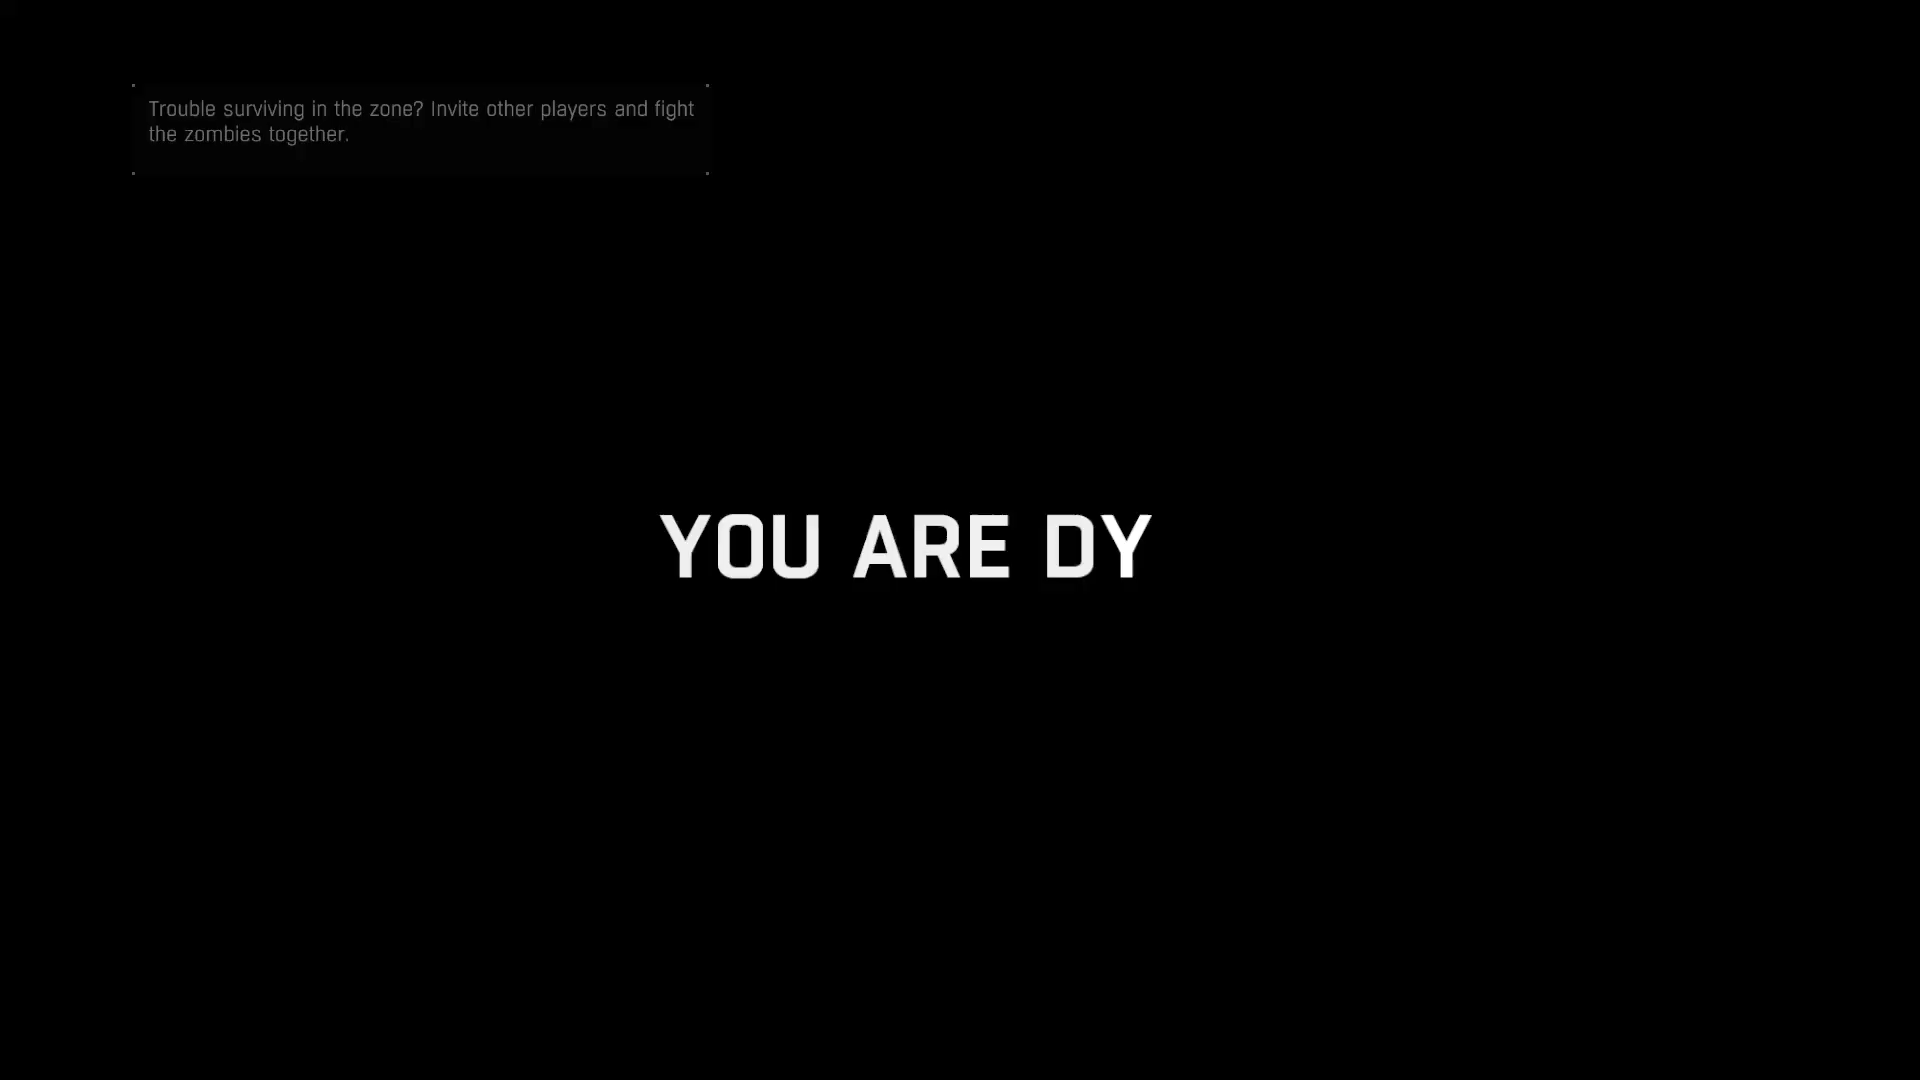 Trouble surviving in the zone? Invite other players and fight
the zombies together.
YOU ARE DY